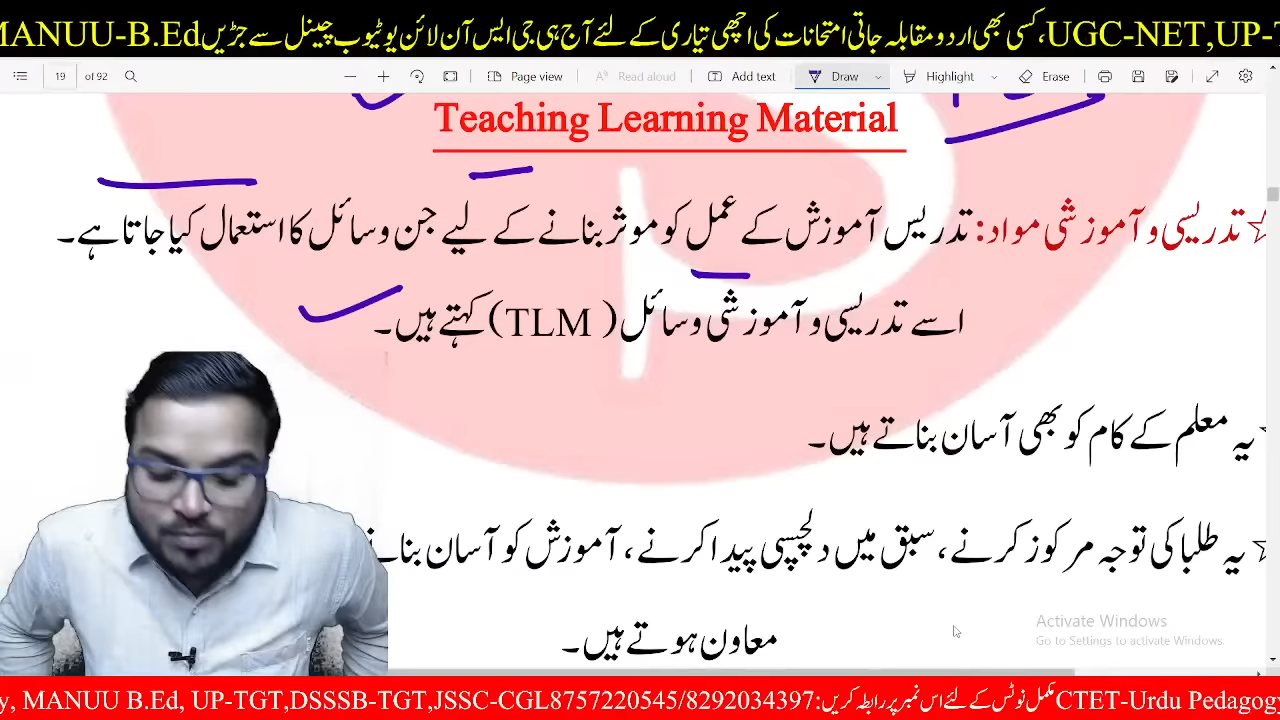 MANUU-B.Ed ،UGC-NET,UP-T کسی بھی اردو مقابلہ جاتی امتحانات کی اچھی تیاری کے لئے آج ہی جی ایس آن لائن یوٹیوب چینل سے جڑیں
19 of 92 Page view Read aloud Add text Draw Highlight Erase
Teaching Learning Material
☆ تدریسی و آموزشی مواد: تدریس آموزش کے عمل کو موثر بنانے کے لیے جن وسائل کا استعمال کیا جاتا ہے۔
اسے تدریسی و آموزشی وسائل (TLM) کہتے ہیں۔
یہ معلم کے کام کو بھی آسان بناتے ہیں۔
☆ یہ طلبا کی توجہ مرکوز کرنے، سبق میں دلچسپی پیدا کرنے، آموزش کو آسان بنانے
معاون ہوتے ہیں۔
Activate Windows
Go to Settings to activate Windows.
y, MANUU B.Ed, UP-TGT,DSSSB-TGT,JSSC-CGL8757220545/8292034397: مکمل نوٹس کے لئے اس نمبر پر رابطہ کریں CTET-Urdu Pedagogy